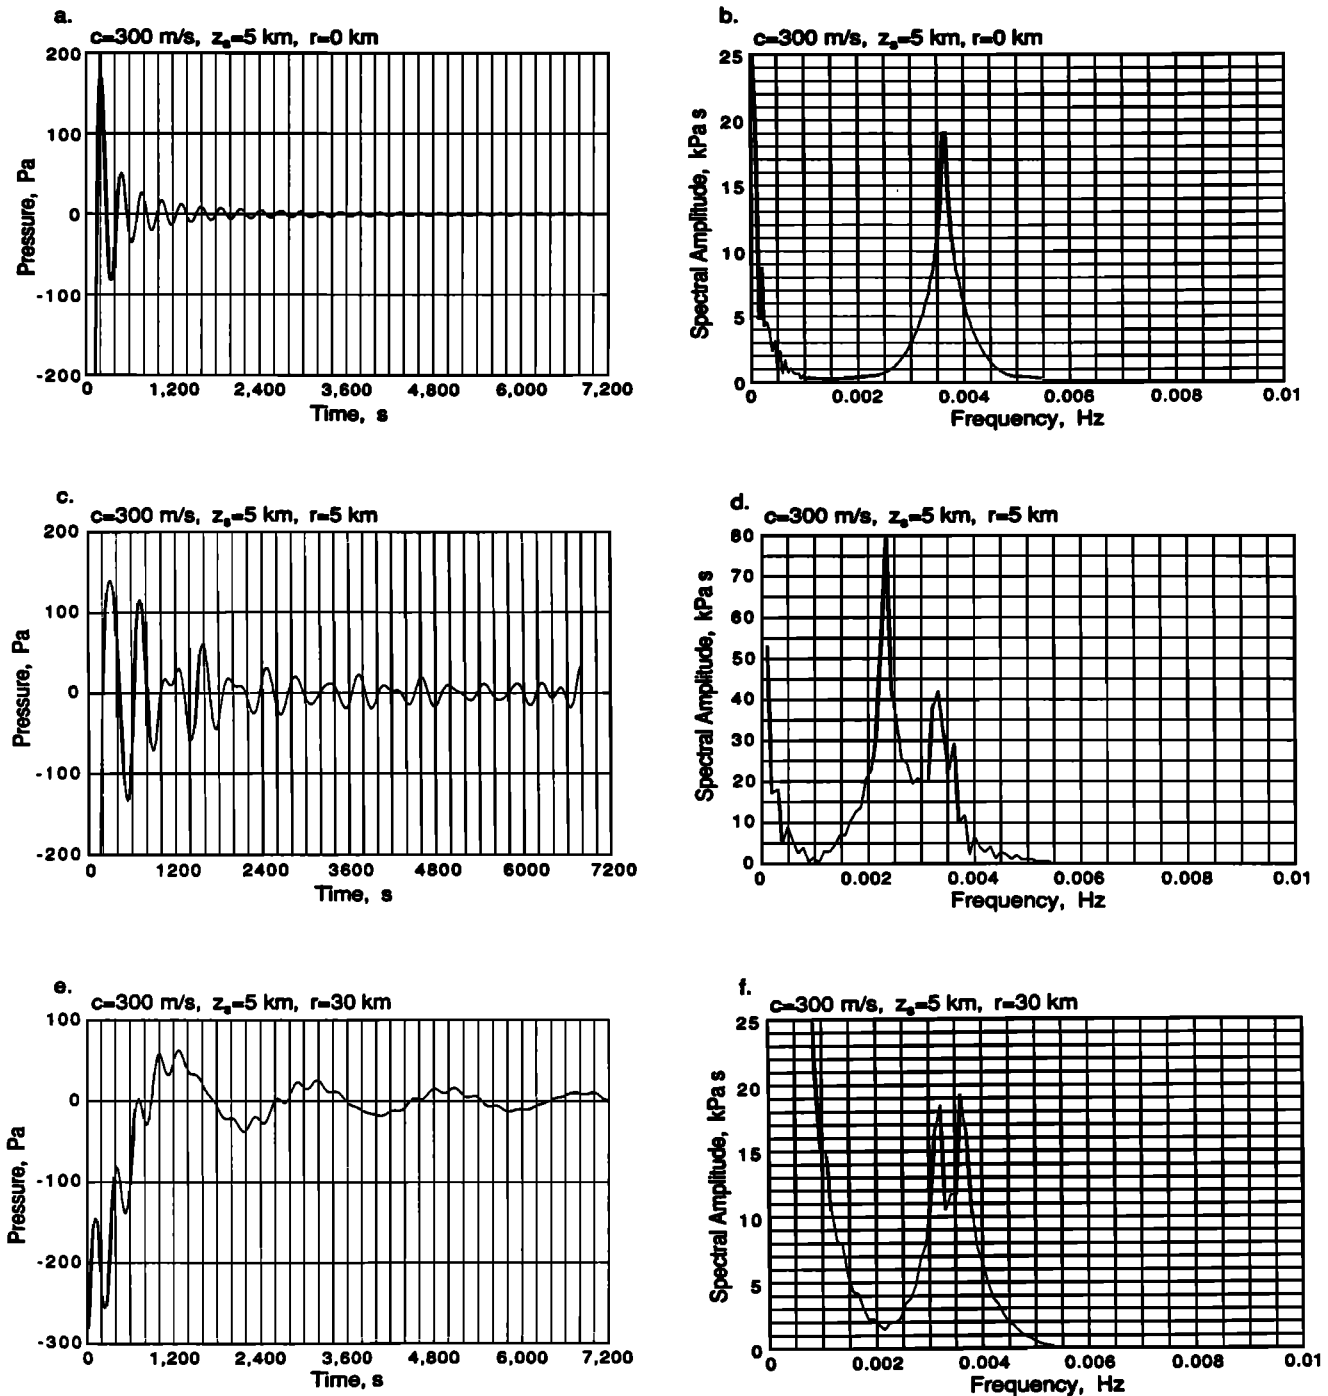 a.
c=300 m/s, zₛ=5 km, r=0 km
200
100
0
-100
-200
Pressure, Pa
0 1,200 2,400 3,600 4,800 6,000 7,200
Time, s
b.
c=300 m/s, zₛ=5 km, r=0 km
25
20
15
10
5
0
Spectral Amplitude, kPa s
0 0.002 0.004 0.006 0.008 0.01
Frequency, Hz
c.
c=300 m/s, zₛ=5 km, r=5 km
200
100
0
-100
-200
Pressure, Pa
0 1200 2400 3600 4800 6000 7200
Time, s
d.
c=300 m/s, zₛ=5 km, r=5 km
80
70
60
50
40
30
20
10
0
Spectral Amplitude, kPa s
0 0.002 0.004 0.006 0.008 0.01
Frequency, Hz
e.
c=300 m/s, zₛ=5 km, r=30 km
100
0
-100
-200
-300
Pressure, Pa
0 1,200 2,400 3,600 4,800 6,000 7,200
Time, s
f.
c=300 m/s, zₛ=5 km, r=30 km
25
20
15
10
5
0
Spectral Amplitude, kPa s
0 0.002 0.004 0.006 0.008 0.01
Frequency, Hz